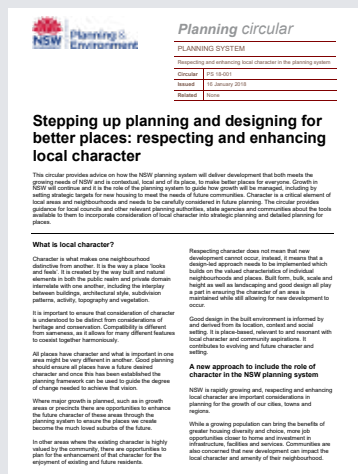 NSW
GOVERNMENT
Planning &
Environment
Planning circular
PLANNING SYSTEM
Respecting and enhancing local character in the planning system
Circular PS 18-001
Issued 16 January 2018
Related None
Stepping up planning and designing for
better places: respecting and enhancing
local character
This circular provides advice on how the NSW planning system will deliver development that both meets the
growing needs of NSW and is contextual, local and of its place, to make better places for everyone. Growth in
NSW will continue and it is the role of the planning system to guide how growth will be managed, including by
setting strategic targets for new housing to meet the needs of future communities. Character is a critical element of
local areas and neighbourhoods and needs to be carefully considered in future planning. The circular provides
guidance for local councils and other relevant planning authorities, state agencies and communities about the tools
available to them to incorporate consideration of local character into strategic planning and detailed planning for
places.
What is local character?
Character is what makes one neighbourhood
distinctive from another. It is the way a place 'looks
and feels'. It is created by the way built and natural
elements in both the public realm and private domain
interrelate with one another, including the interplay
between buildings, architectural style, subdivision
patterns, activity, topography and vegetation.
It is important to ensure that consideration of character
is understood to be distinct from considerations of
heritage and conservation. Compatibility is different
from sameness, as it allows for many different features
to coexist together harmoniously.
All places have character and what is important in one
area might be very different in another. Good planning
should ensure all places have a future desired
character and once this has been established the
planning framework can be used to guide the degree
of change needed to achieve that vision.
Where major growth is planned, such as in growth
areas or precincts there are opportunities to enhance
the future character of these areas through the
planning system to ensure the places we create
become the much loved suburbs of the future.
In other areas where the existing character is highly
valued by the community, there are opportunities to
plan for the enhancement of that character for the
enjoyment of existing and future residents.
Respecting character does not mean that new
development cannot occur, instead, it means that a
design-led approach needs to be implemented which
builds on the valued characteristics of individual
neighbourhoods and places. Built form, bulk, scale and
height as well as landscaping and good design all play
a part in ensuring the character of an area is
maintained while still allowing for new development to
occur.
Good design in the built environment is informed by
and derived from its location, context and social
setting. It is place-based, relevant to and resonant with
local character and community aspirations. It
contributes to evolving and future character and
setting.
A new approach to include the role of
character in the NSW planning system
NSW is rapidly growing and, respecting and enhancing
local character are important considerations in
planning for the growth of our cities, towns and
regions.
While a growing population can bring the benefits of
greater housing diversity and choice, more job
opportunities closer to home and investment in
infrastructure, facilities and services. Communities are
also concerned that new development can impact the
local character and amenity of their neighbourhood.